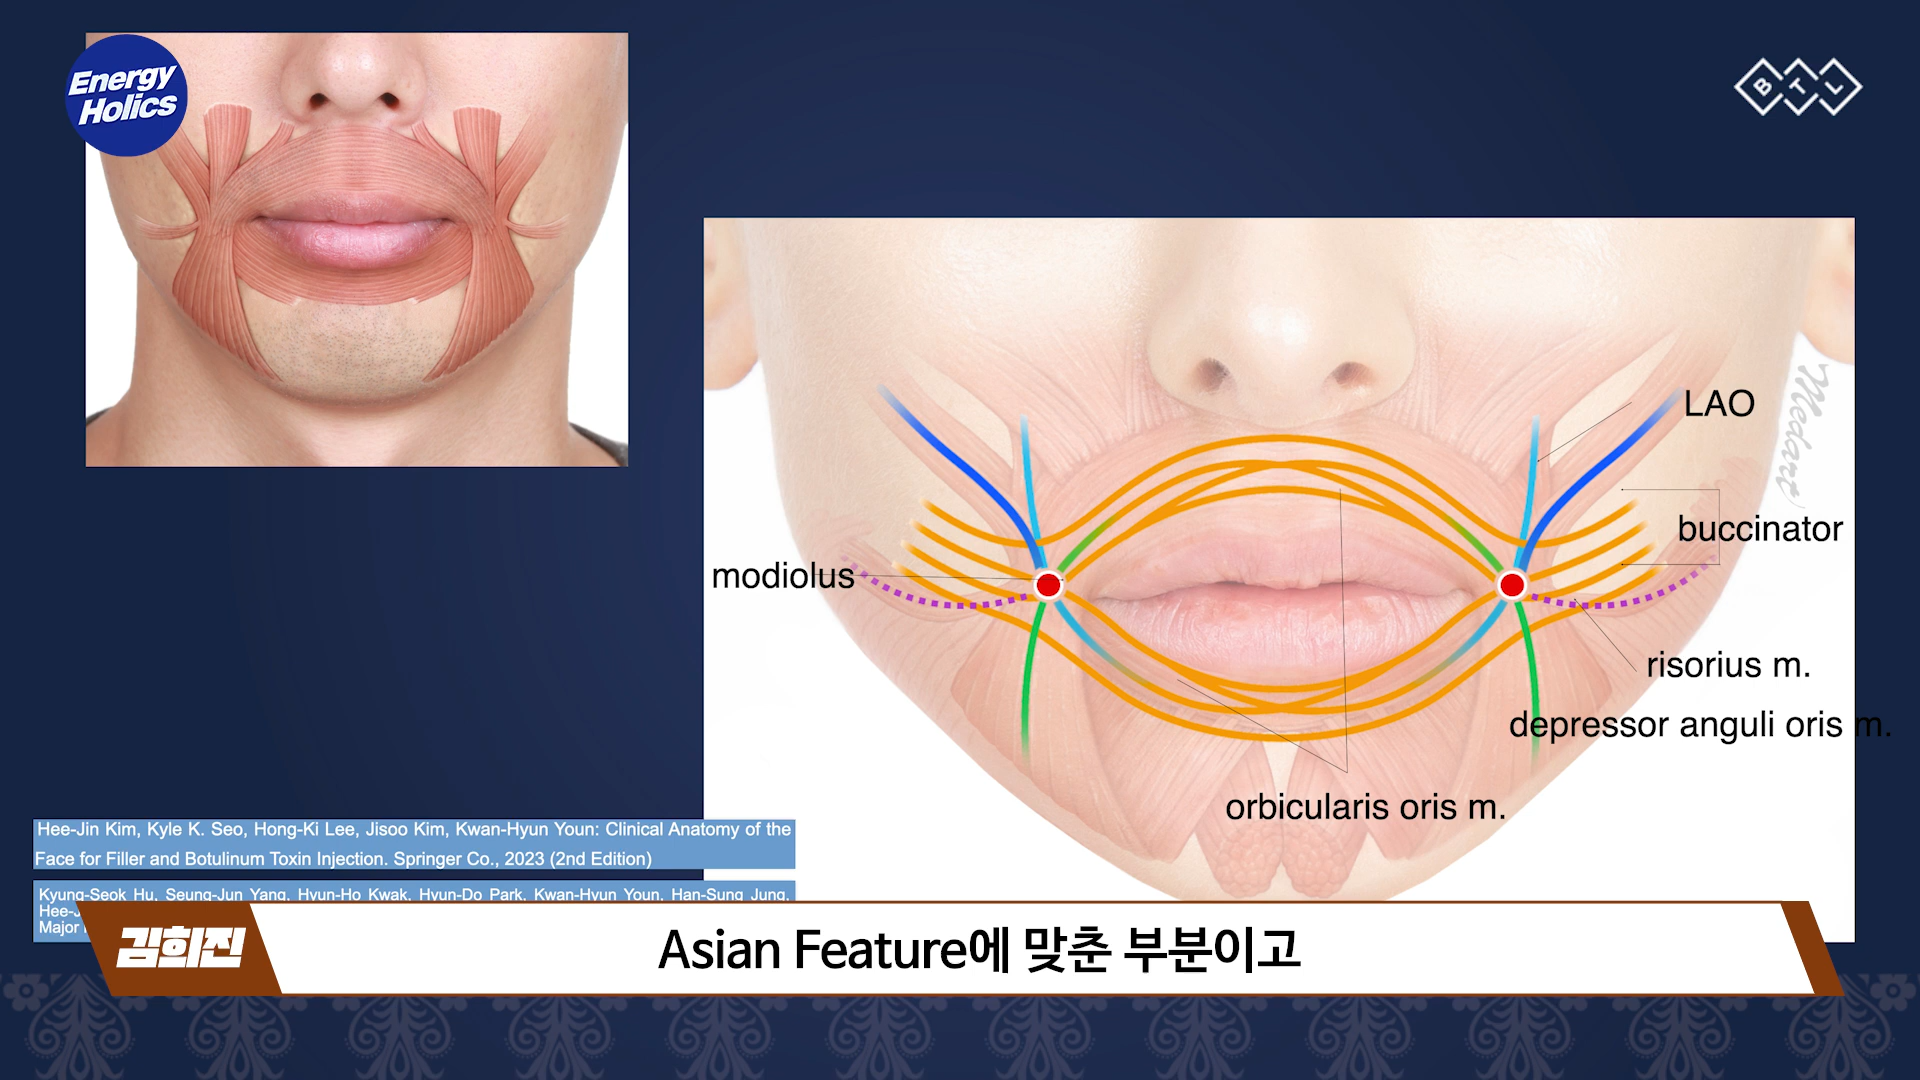 Energy
Holics
BTL
LAO
buccinator
modiolus
risorius m.
depressor anguli oris m.
orbicularis oris m.
Medart
Hee-Jin Kim, Kyle K. Seo, Hong-Ki Lee, Jisoo Kim, Kwan-Hyun Youn: Clinical Anatomy of the
Face for Filler and Botulinum Toxin Injection. Springer Co., 2023 (2nd Edition)
Kyung-Seok Hu, Seung-Jun Yang, Hyun-Ho Kwak, Hyun-Do Park, Kwan-Hyun Youn, Han-Sung Jung,
Hee-J
Major
김희진
Asian Feature에 맞춘 부분이고